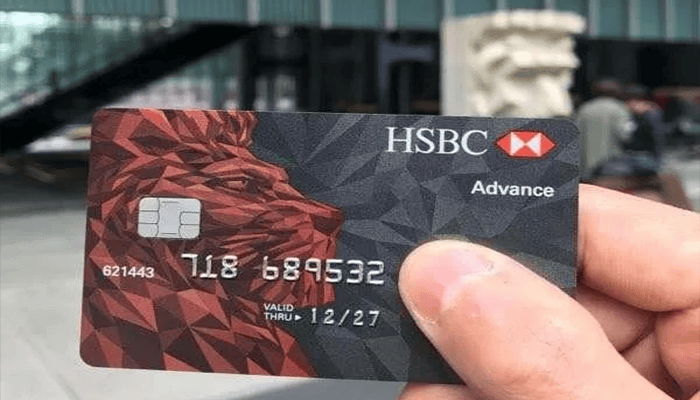 HSBC
Advance
621443 718 689532
VALID
THRU▸ 12/27